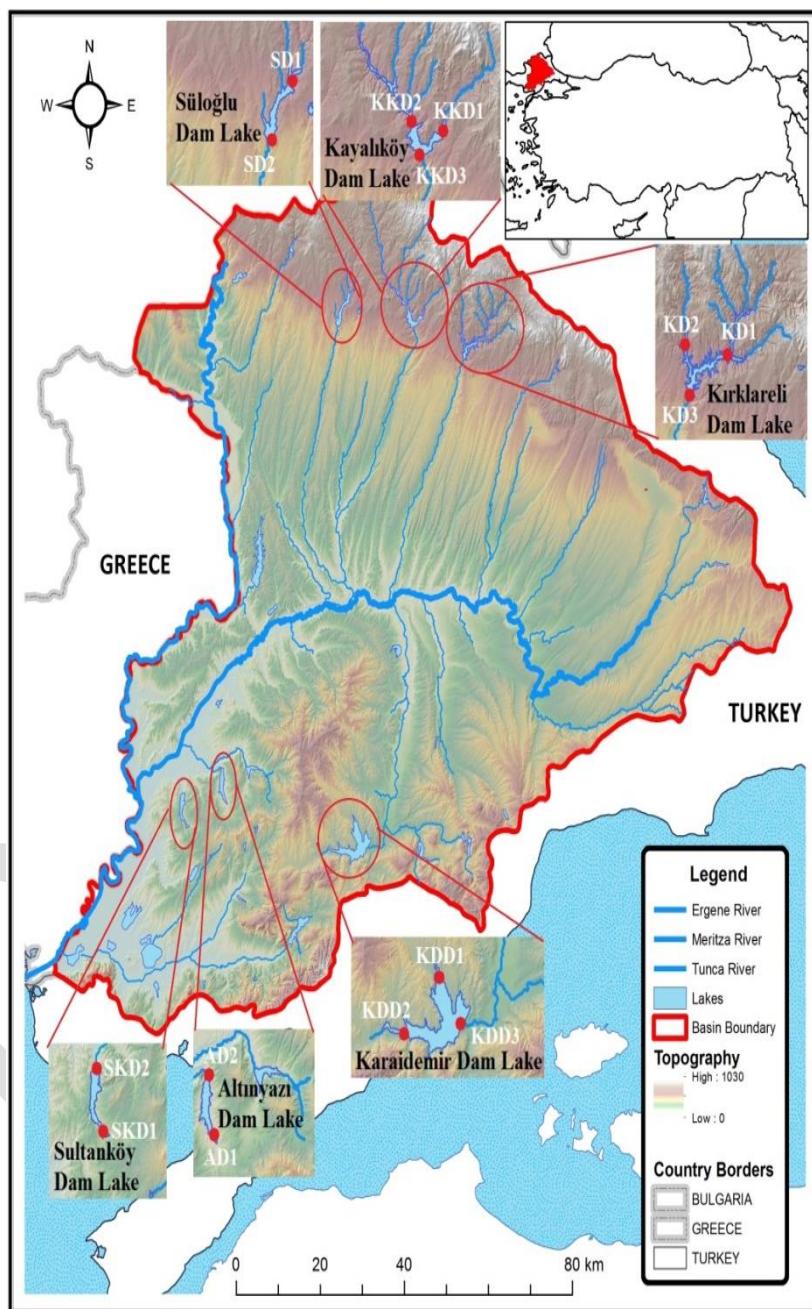 N
W
E
S
SD1
Süloğlu
Dam Lake
SD2
KKD2
KKD1
Kayalıköy
Dam Lake
KKD3
KD2
KD1
Kırklareli
Dam Lake
KD3
GREECE
TURKEY
KDD1
KDD2
KDD3
Karaidemir Dam Lake
SKD2
SKD1
Sultanköy
Dam Lake
AD2
Altınyazı
Dam Lake
AD1
Legend
Ergene River
Meritza River
Tunca River
Lakes
Basin Boundary
Topography
High : 1030
Low : 0
Country Borders
BULGARIA
GREECE
TURKEY
0 20 40 80 km